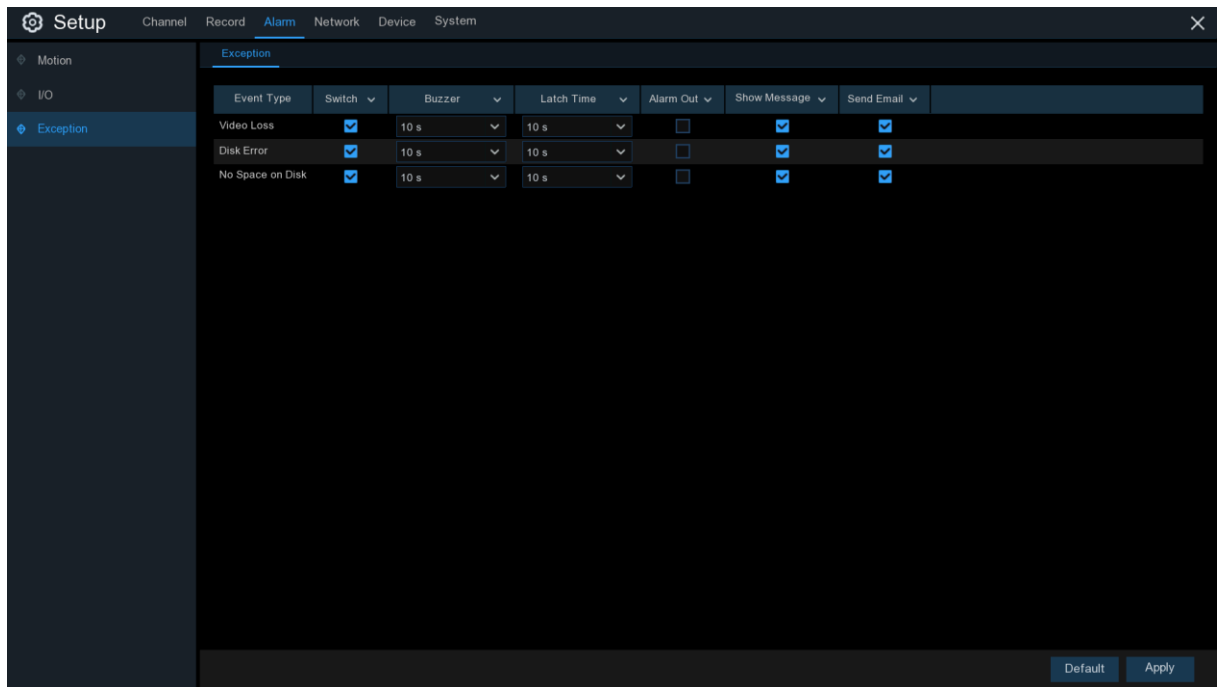 Setup Channel Record Alarm Network Device System
Motion
I/O
Exception
Exception
Event Type Switch Buzzer Latch Time Alarm Out Show Message Send Email
Video Loss 10 s 10 s
Disk Error 10 s 10 s
No Space on Disk 10 s 10 s
Default Apply